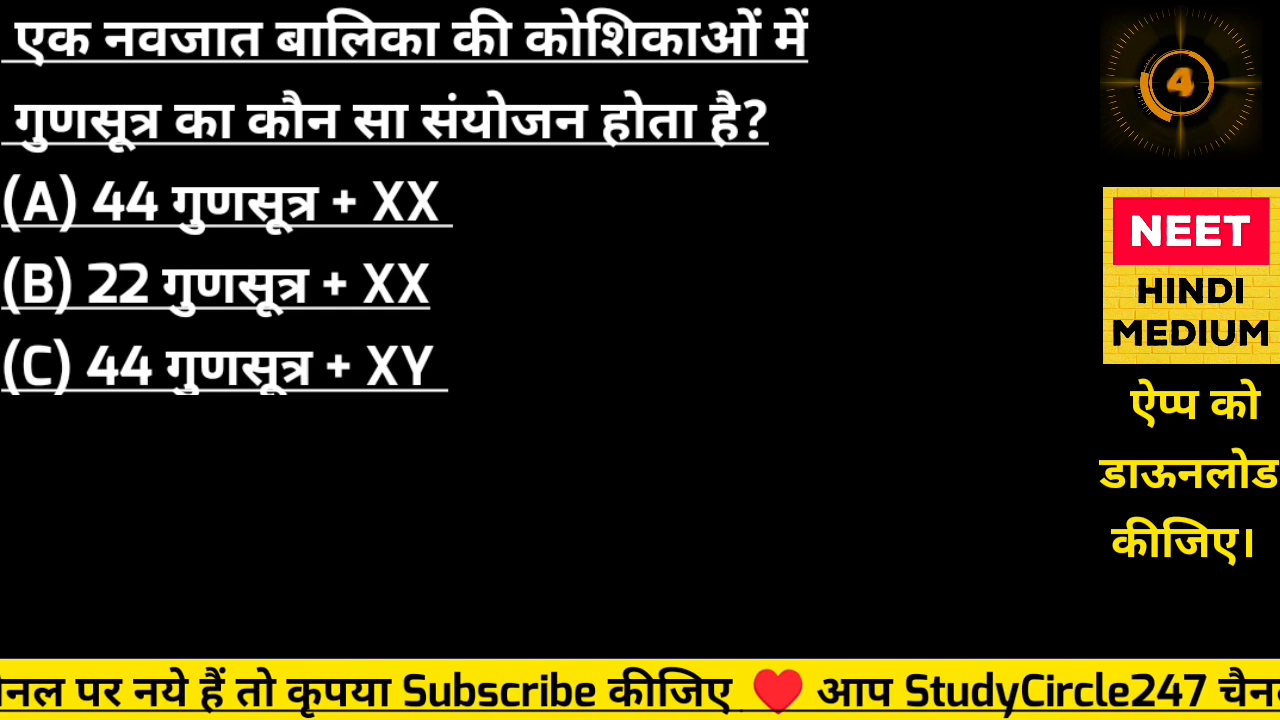 एक नवजात बालिका की कोशिकाओं में
गुणसूत्र का कौन सा संयोजन होता है?
(A) 44 गुणसूत्र + XX
(B) 22 गुणसूत्र + XX
(C) 44 गुणसूत्र + XY
4
NEET
HINDI
MEDIUM
ऐप्प को
डाऊनलोड
कीजिए।
पर नये हैं तो कृपया Subscribe कीजिए ❤️ आप StudyCircle247